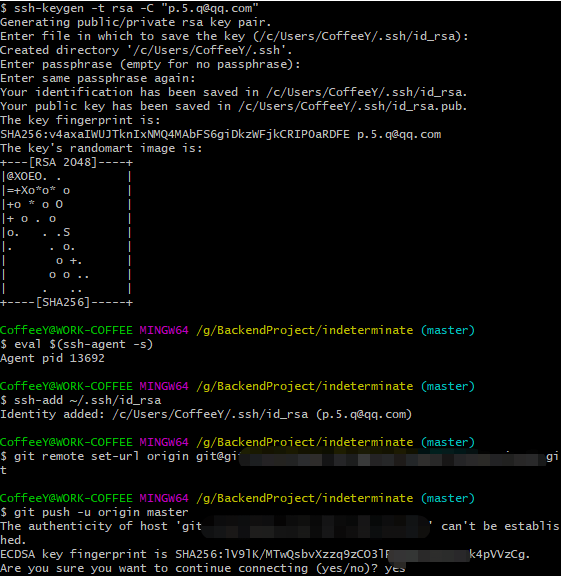 $ ssh-keygen -t rsa -C "p.5.q@qq.com"
Generating public/private rsa key pair.
Enter file in which to save the key (/c/Users/CoffeeY/.ssh/id_rsa):
Created directory '/c/Users/CoffeeY/.ssh'.
Enter passphrase (empty for no passphrase):
Enter same passphrase again:
Your identification has been saved in /c/Users/CoffeeY/.ssh/id_rsa.
Your public key has been saved in /c/Users/CoffeeY/.ssh/id_rsa.pub.
The key fingerprint is:
SHA256:v4axaIWUJTknIxNMQ4MAbFS6giDkzWFjkCRIPOaRDFE p.5.q@qq.com
The key's randomart image is:
+---[RSA 2048]----+
|@XOEO. .         |
|=+Xo*o* o        |
|+o * o O         |
|+ o . o          |
|o.   . .S        |
|.     . o.       |
|       o +.      |
|      o o ..     |
|     .   ..      |
+----[SHA256]-----+
CoffeeY@WORK-COFFEE MINGW64 /g/BackendProject/indeterminate (master)
$ eval $(ssh-agent -s)
Agent pid 13692
CoffeeY@WORK-COFFEE MINGW64 /g/BackendProject/indeterminate (master)
$ ssh-add ~/.ssh/id_rsa
Identity added: /c/Users/CoffeeY/.ssh/id_rsa (p.5.q@qq.com)
CoffeeY@WORK-COFFEE MINGW64 /g/BackendProject/indeterminate (master)
$ git remote set-url origin git@git gi
t
CoffeeY@WORK-COFFEE MINGW64 /g/BackendProject/indeterminate (master)
$ git push -u origin master
The authenticity of host 'git ' can't be establis
hed.
ECDSA key fingerprint is SHA256:lV9lK/MTwQsbvXzzq9zCO3l k4pVVzCg.
Are you sure you want to continue connecting (yes/no)? yes